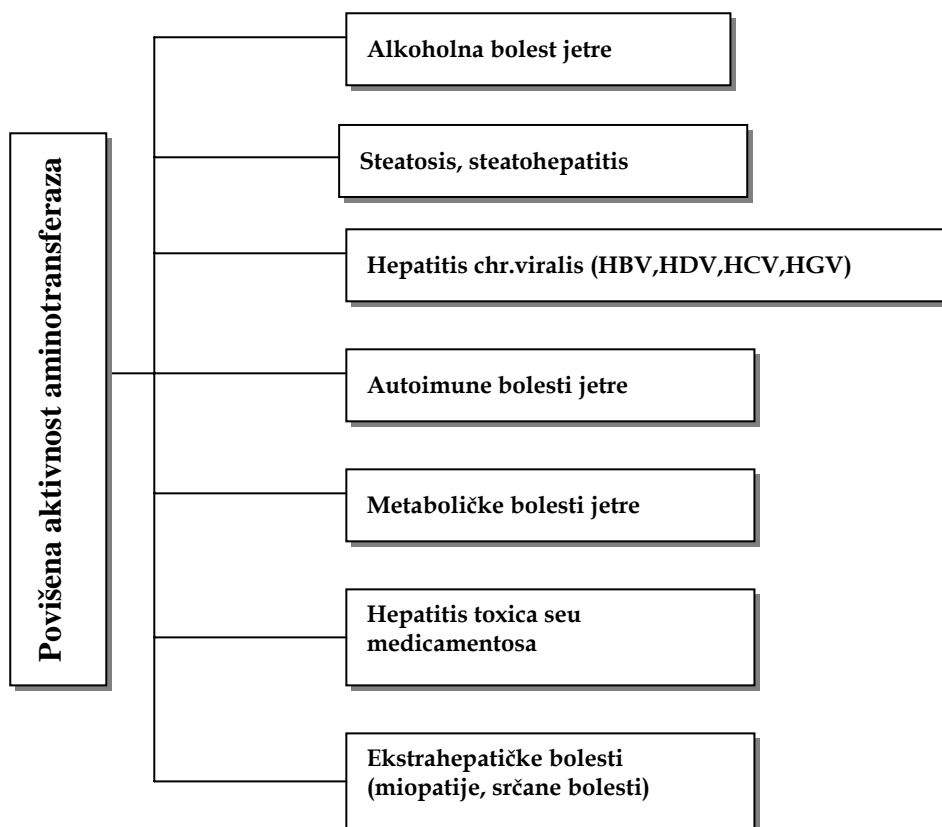 Povišena aktivnost aminotransferaza
Alkoholna bolest jetre
Steatosis, steatohepatitis
Hepatitis chr.viralis (HBV,HDV,HCV,HGV)
Autoimune bolesti jetre
Metaboličke bolesti jetre
Hepatitis toxica seu
medicamentosa
Ekstrahepatičke bolesti
(miopatije, srčane bolesti)